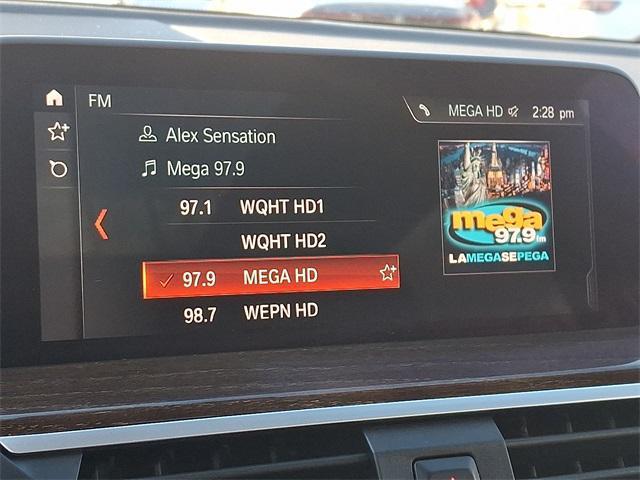 FM
MEGA HD 2:28 pm
Alex Sensation
Mega 97.9
97.1 WQHT HD1
WQHT HD2
97.9 MEGA HD
98.7 WEPN HD
mega
97.9 fm
LAMEGASEPEGA